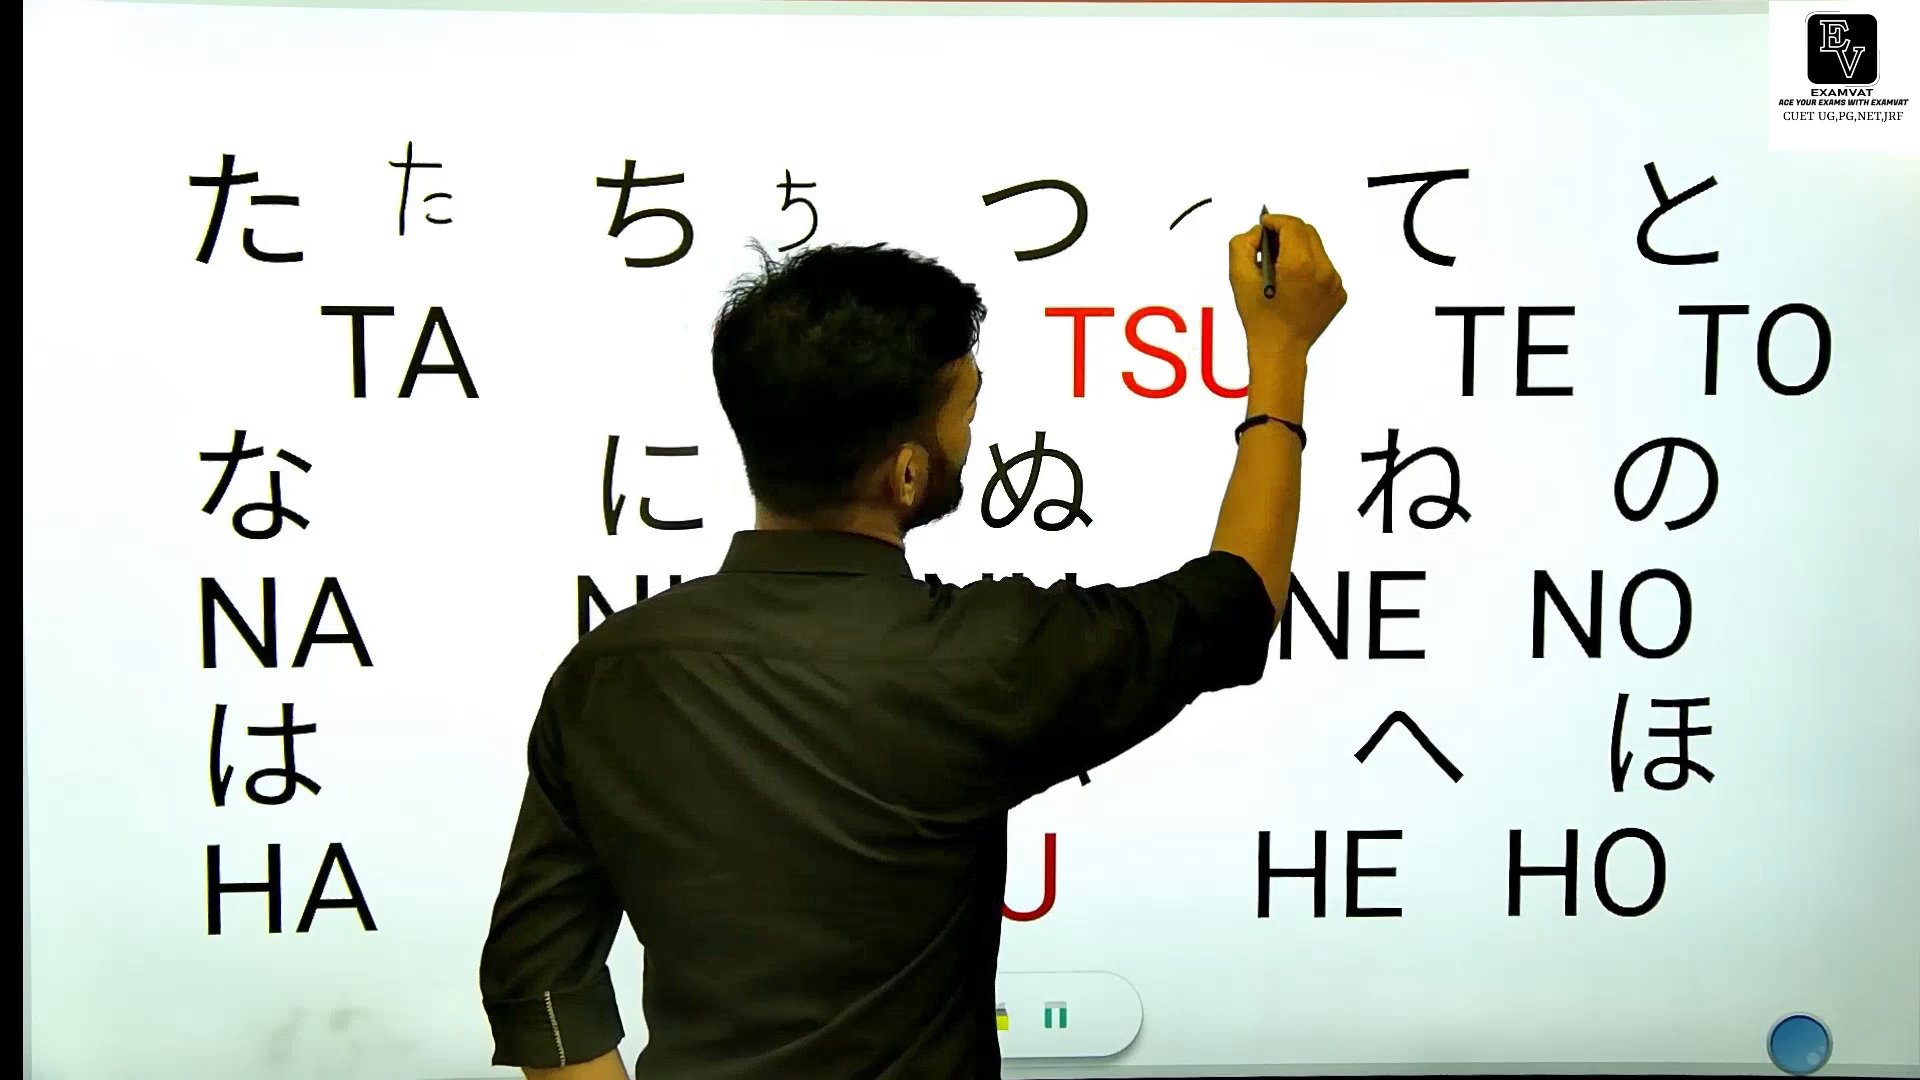 EV
EXAMVAT
ACE YOUR EXAMS WITH EXAMVAT
CUET UG,PG,NET,JRF
た た ち ち つ て と
TA TSU TE TO
な に ぬ ね の
NA NE NO
は へ ほ
HA HE HO